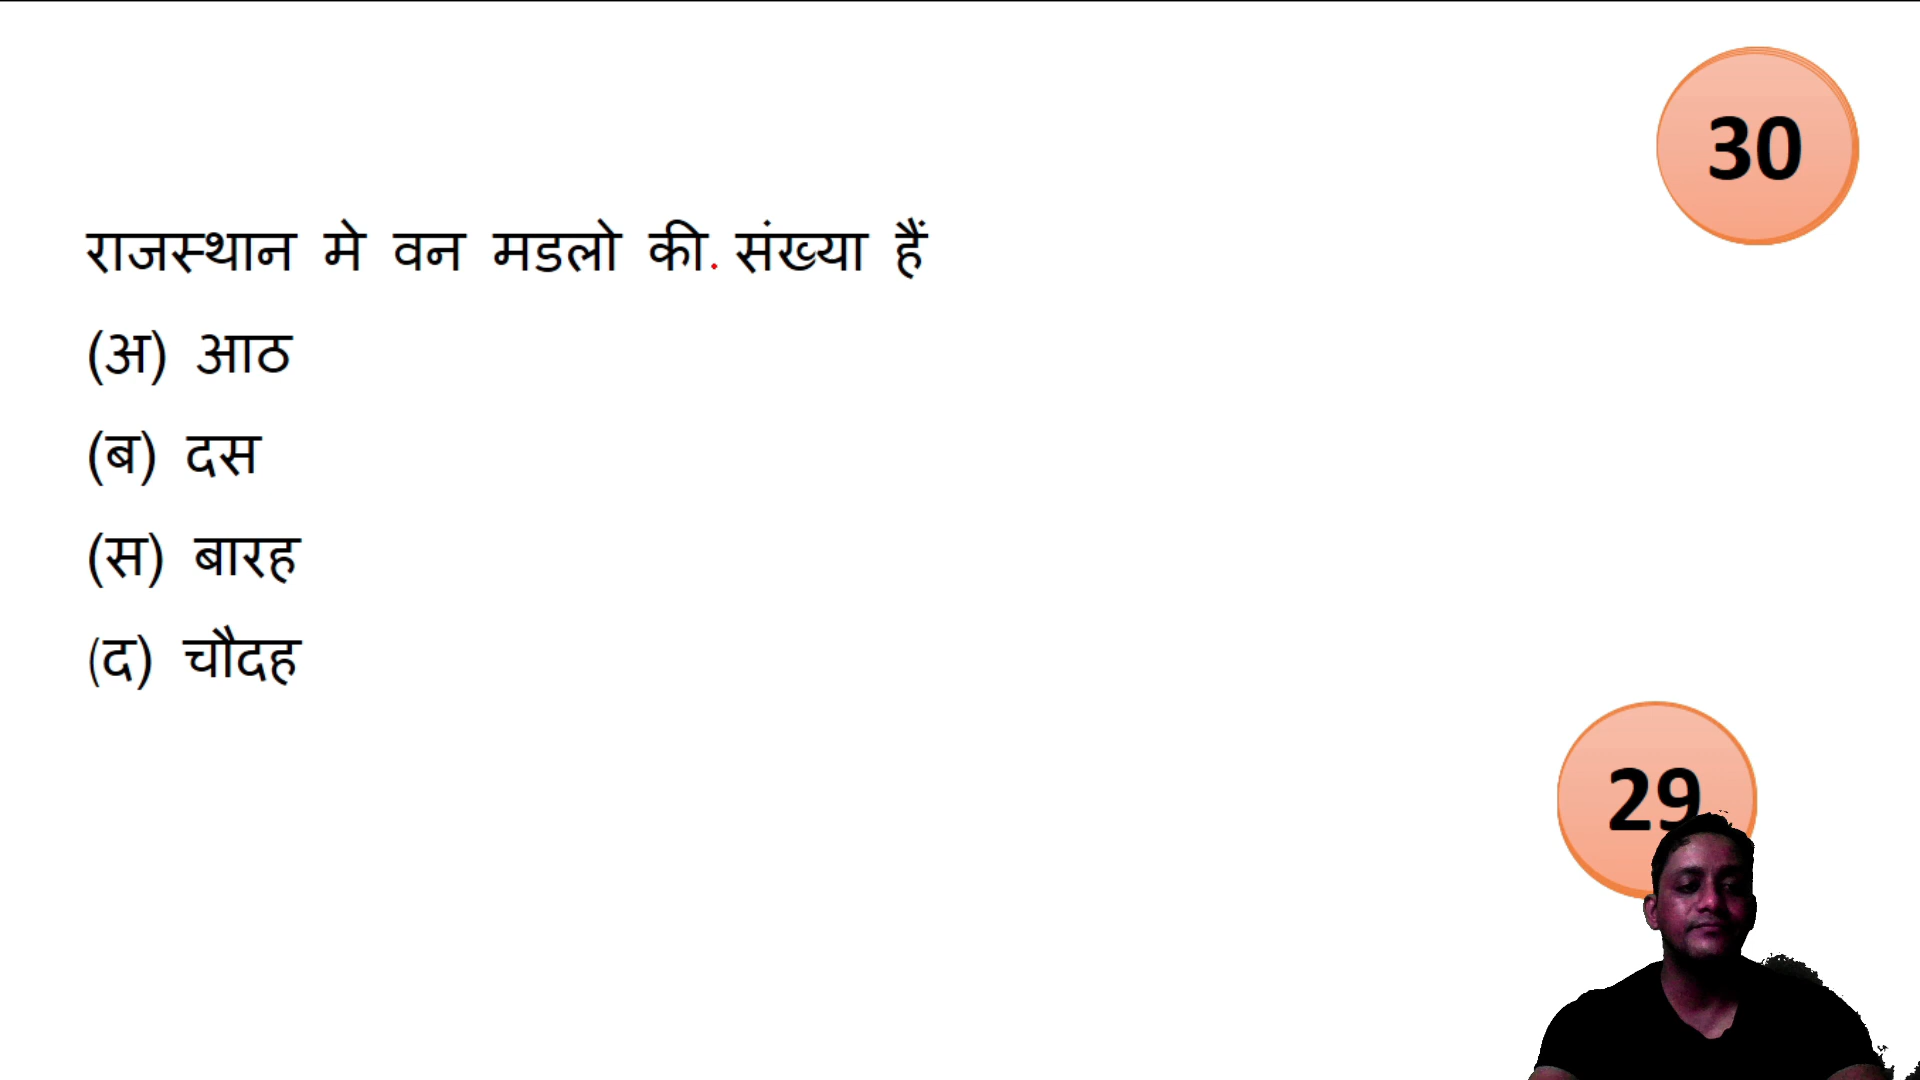 30
राजस्थान मे वन मडलो की संख्या हैं
(अ) आठ
(ब) दस
(स) बारह
(द) चौदह
29